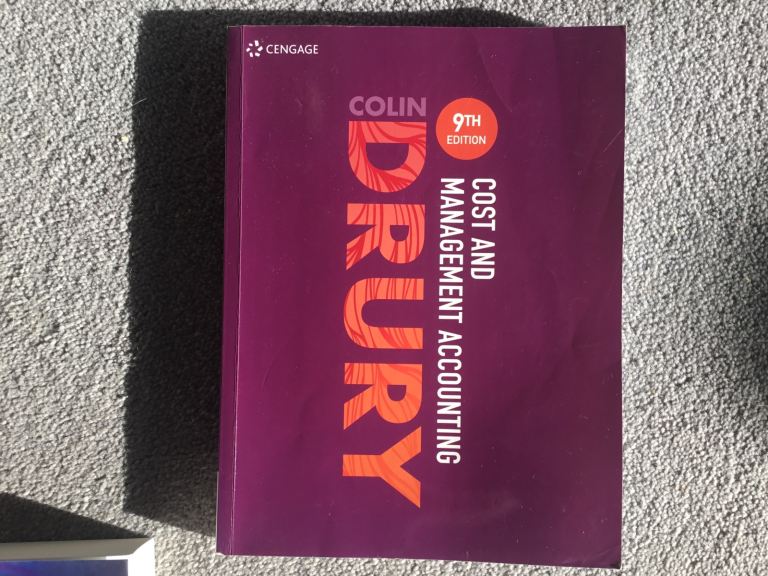 CENGAGE
COLIN
DRURY
9TH
EDITION
COST AND
MANAGEMENT ACCOUNTING